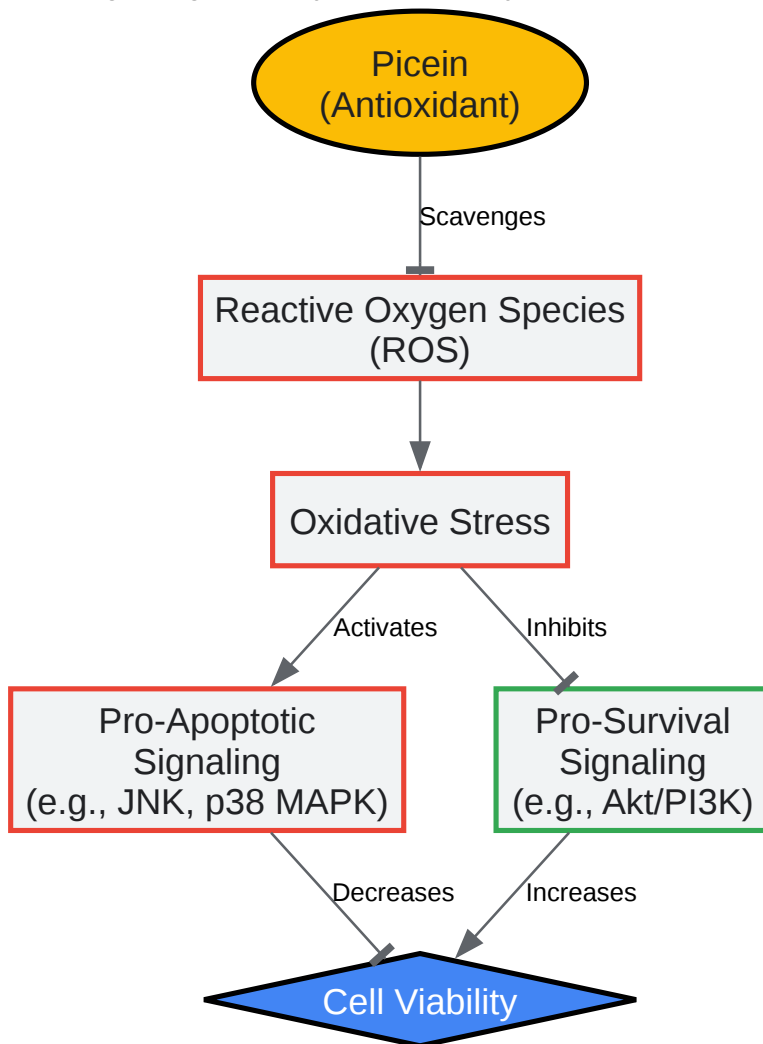 Picein
(Antioxidant)
Scavenges
Reactive Oxygen Species
(ROS)
Oxidative Stress
Activates
Inhibits
Pro-Apoptotic
Signaling
(e.g., JNK, p38 MAPK)
Pro-Survival
Signaling
(e.g., Akt/PI3K)
Decreases
Increases
Cell Viability